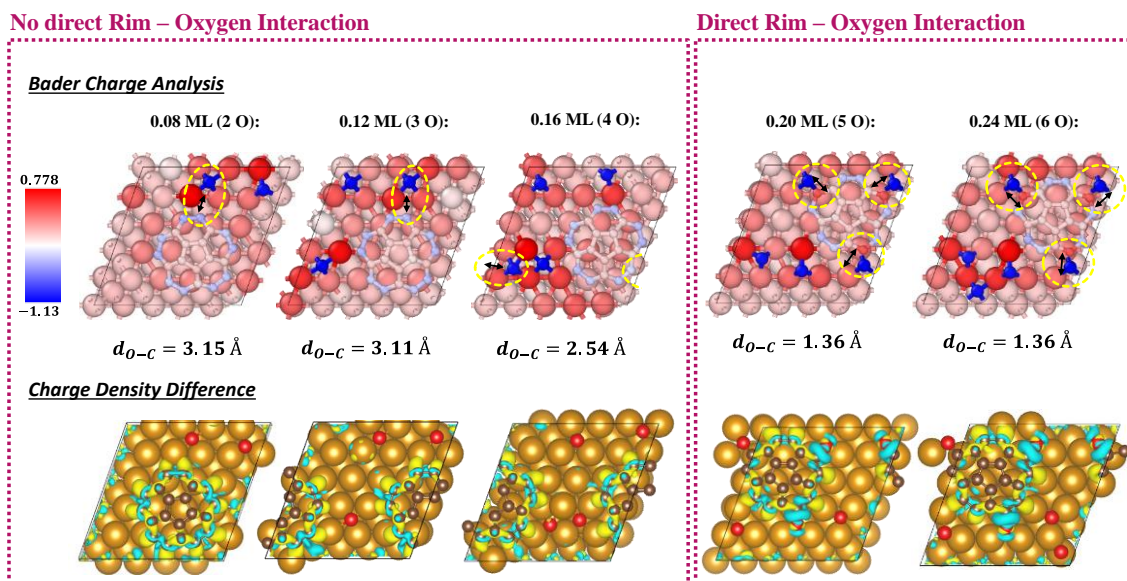 No direct Rim – Oxygen Interaction
Direct Rim – Oxygen Interaction
Bader Charge Analysis
0.08 ML (2 O):
0.12 ML (3 O):
0.16 ML (4 O):
0.20 ML (5 O):
0.24 ML (6 O):
0.778
−1.13
d_{O−C} = 3.15 Å
d_{O−C} = 3.11 Å
d_{O−C} = 2.54 Å
d_{O−C} = 1.36 Å
d_{O−C} = 1.36 Å
Charge Density Difference